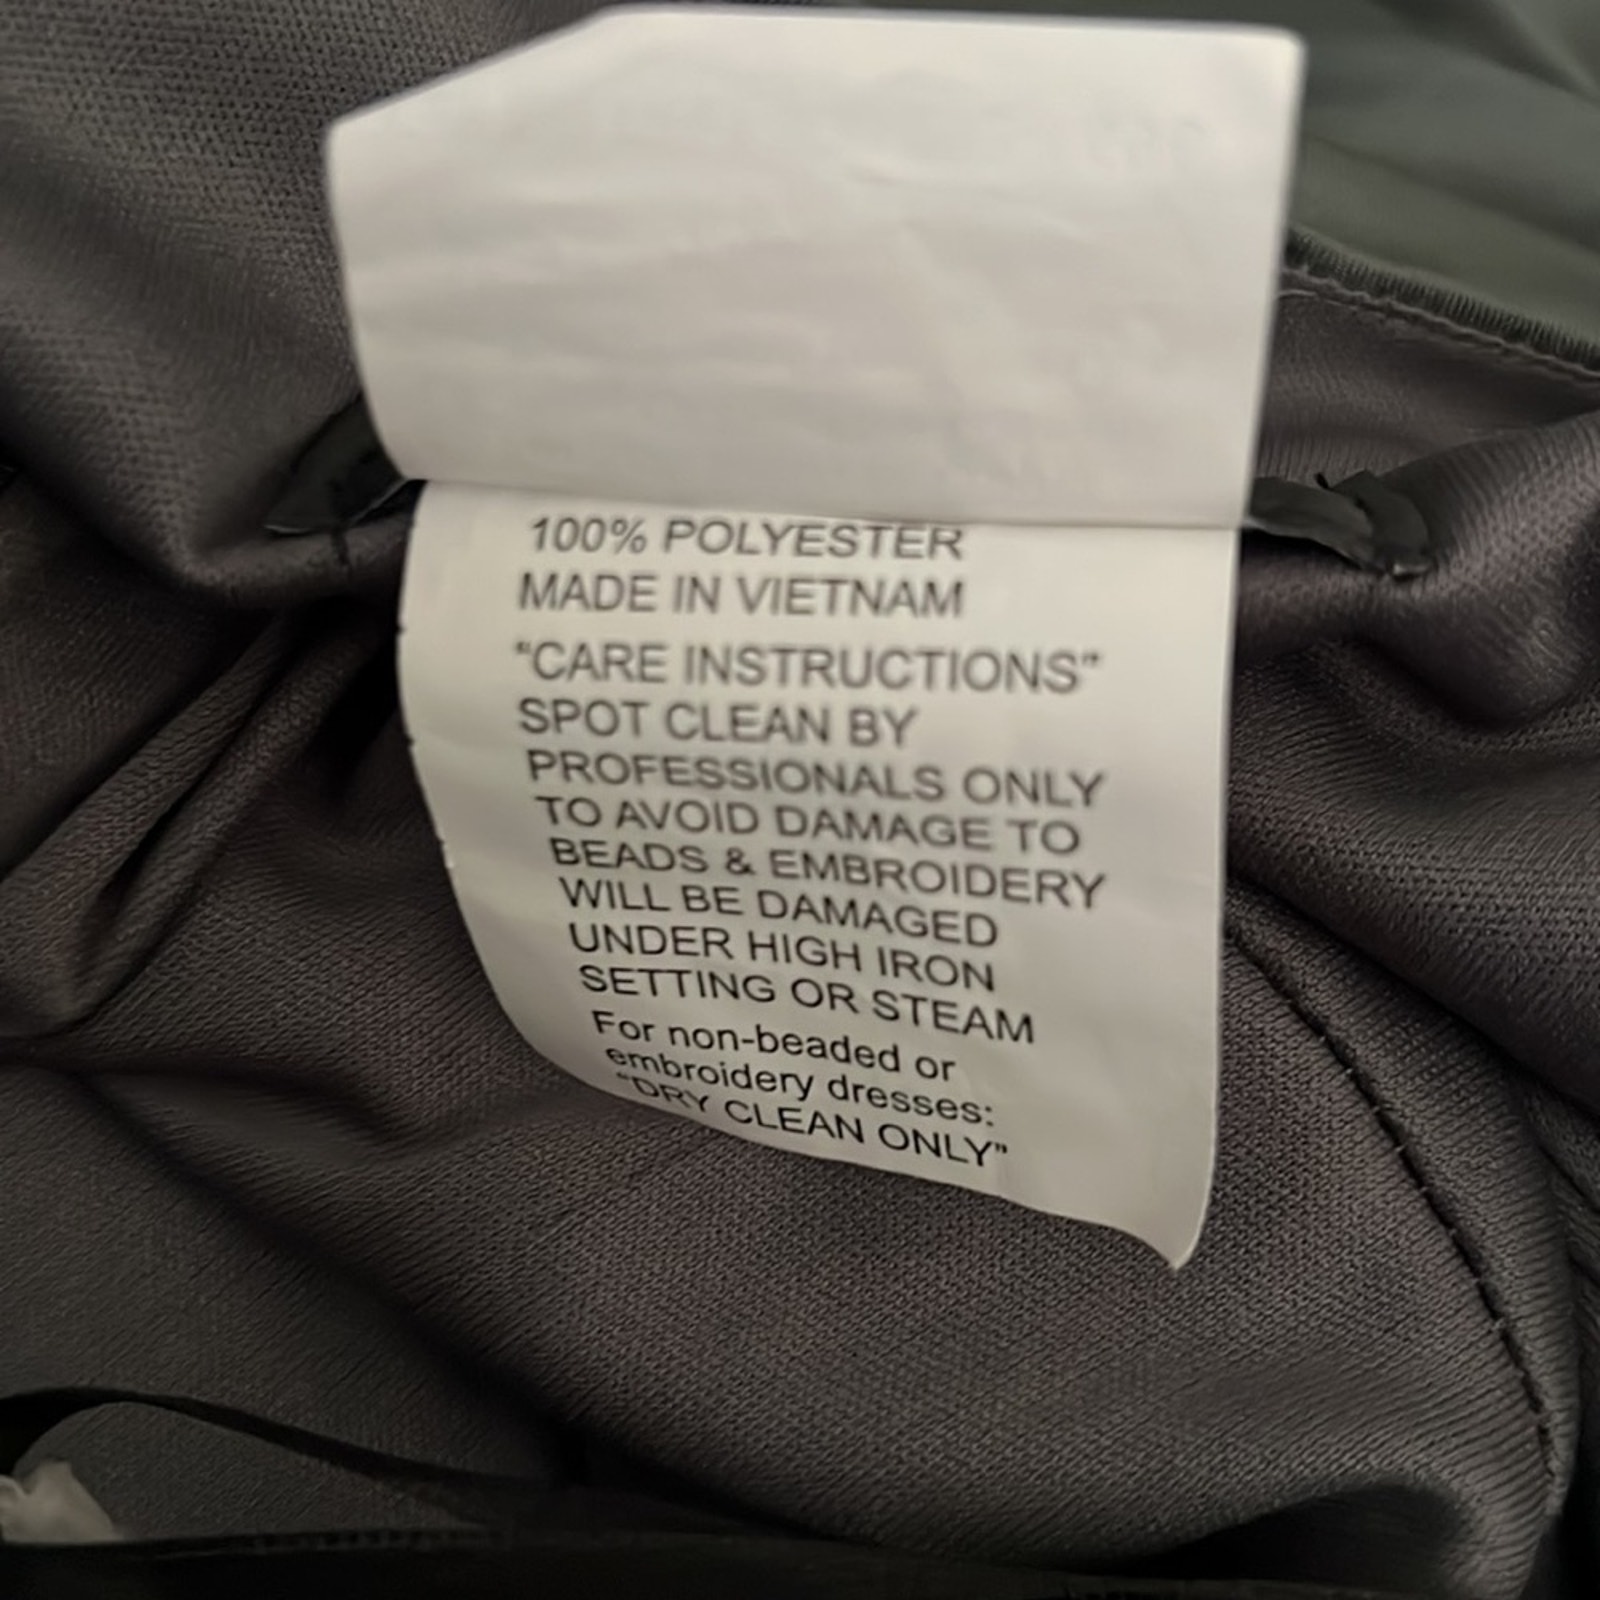 100% POLYESTER
MADE IN VIETNAM
“CARE INSTRUCTIONS”
SPOT CLEAN BY
PROFESSIONALS ONLY
TO AVOID DAMAGE TO
BEADS & EMBROIDERY
WILL BE DAMAGED
UNDER HIGH IRON
SETTING OR STEAM
For non-beaded or
embroidery dresses:
“DRY CLEAN ONLY”